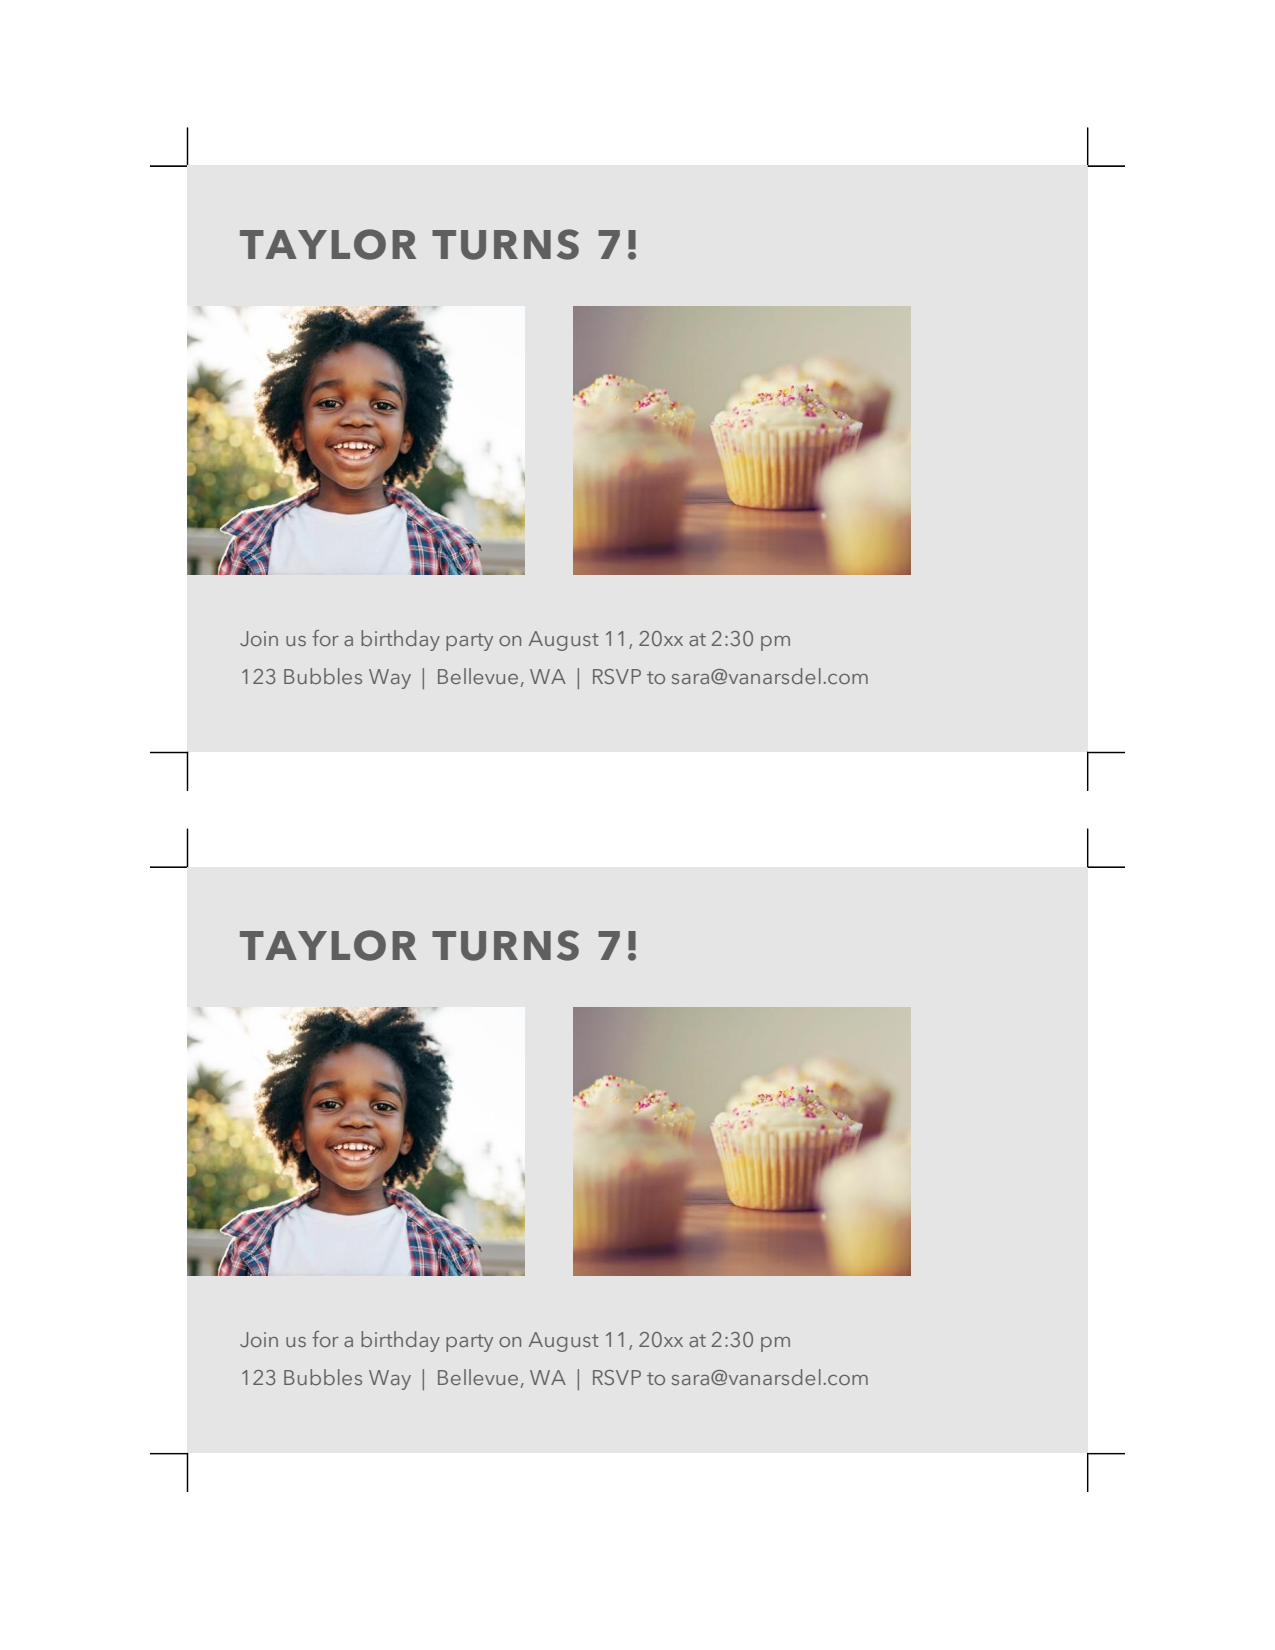 TAYLOR TURNS 7!
Join us for a birthday party on August 11, 20xx at 2:30 pm
123 Bubbles Way | Bellevue, WA | RSVP to sara@vanarsdel.com
TAYLOR TURNS 7!
Join us for a birthday party on August 11, 20xx at 2:30 pm
123 Bubbles Way | Bellevue, WA | RSVP to sara@vanarsdel.com